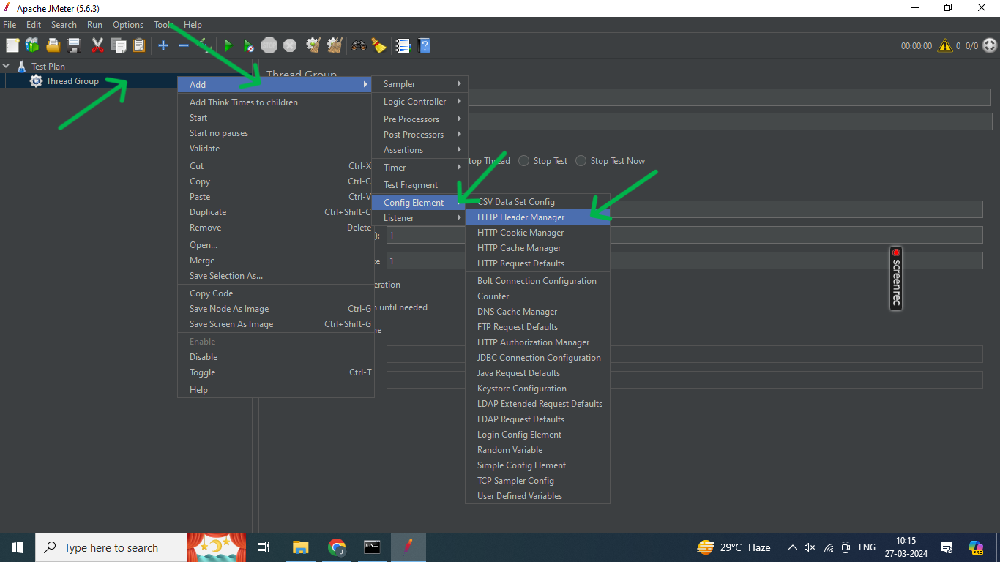 Apache JMeter (5.6.3)
File Edit Search Run Options Tools Help
STOP
00:00:00 0 0/0
Test Plan
Thread Group
Thread Group
Add
Add Think Times to children
Start
Start no pauses
Validate
Cut Ctrl-X
Copy Ctrl-C
Paste Ctrl-V
Duplicate Ctrl+Shift-C
Remove Delete
Open...
Merge
Save Selection As...
Copy Code
Save Node As Image Ctrl-G
Save Screen As Image Ctrl+Shift-G
Enable
Disable
Toggle Ctrl-T
Help
Sampler
Logic Controller
Pre Processors
Post Processors
Assertions
Timer
Test Fragment
Config Element
Listener
top Thread Stop Test Stop Test Now
): 1
e 1
eration
n until needed
ne
CSV Data Set Config
HTTP Header Manager
HTTP Cookie Manager
HTTP Cache Manager
HTTP Request Defaults
Bolt Connection Configuration
Counter
DNS Cache Manager
FTP Request Defaults
HTTP Authorization Manager
JDBC Connection Configuration
Java Request Defaults
Keystore Configuration
LDAP Extended Request Defaults
LDAP Request Defaults
Login Config Element
Random Variable
Simple Config Element
TCP Sampler Config
User Defined Variables
screenrec
Type here to search
29°C Haze
ENG
10:15
27-03-2024
PRE